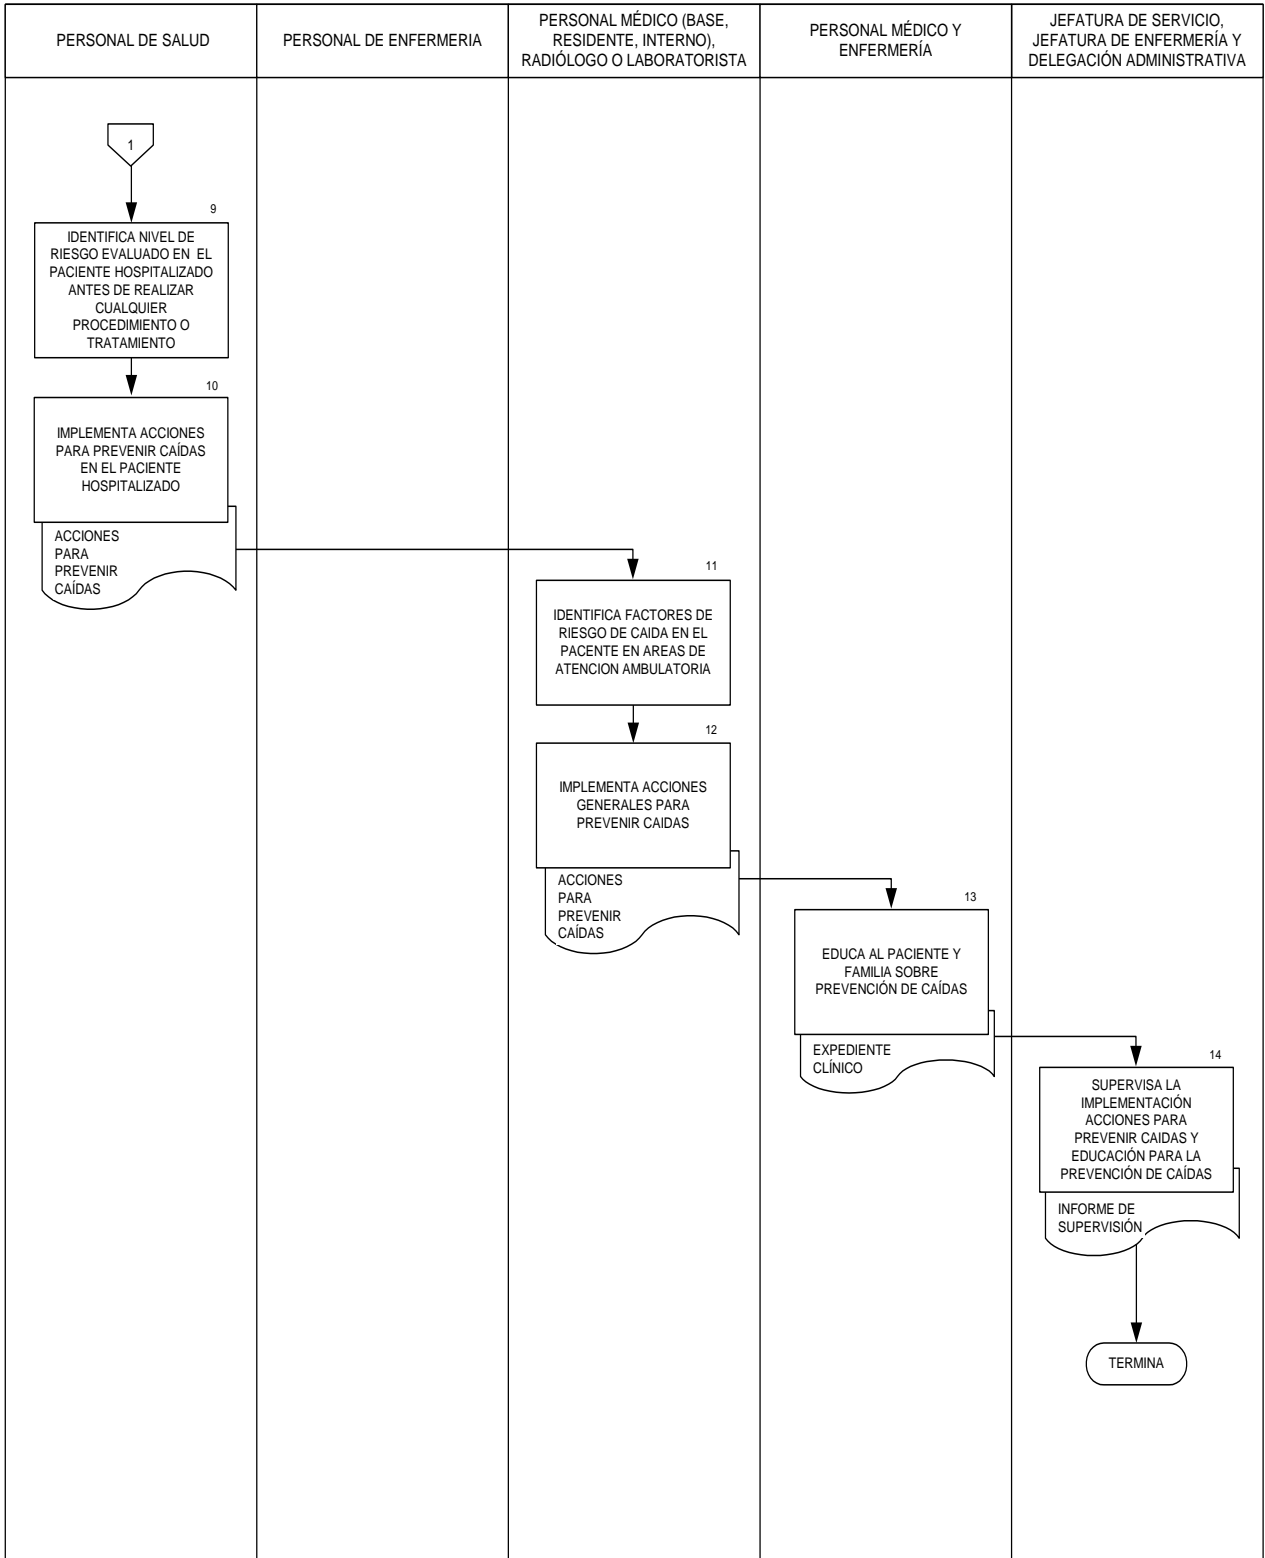 PERSONAL DE SALUD
PERSONAL DE ENFERMERIA
PERSONAL MÉDICO (BASE,
RESIDENTE, INTERNO),
RADIÓLOGO O LABORATORISTA
PERSONAL MÉDICO Y
ENFERMERÍA
JEFATURA DE SERVICIO,
JEFATURA DE ENFERMERÍA Y
DELEGACIÓN ADMINISTRATIVA
1
9
IDENTIFICA NIVEL DE
RIESGO EVALUADO EN EL
PACIENTE HOSPITALIZADO
ANTES DE REALIZAR
CUALQUIER
PROCEDIMIENTO O
TRATAMIENTO
10
IMPLEMENTA ACCIONES
PARA PREVENIR CAÍDAS
EN EL PACIENTE
HOSPITALIZADO
ACCIONES
PARA
PREVENIR
CAÍDAS
11
IDENTIFICA FACTORES DE
RIESGO DE CAIDA EN EL
PACENTE EN AREAS DE
ATENCION AMBULATORIA
12
IMPLEMENTA ACCIONES
GENERALES PARA
PREVENIR CAIDAS
ACCIONES
PARA
PREVENIR
CAÍDAS
13
EDUCA AL PACIENTE Y
FAMILIA SOBRE
PREVENCIÓN DE CAÍDAS
EXPEDIENTE
CLÍNICO
14
SUPERVISA LA
IMPLEMENTACIÓN
ACCIONES PARA
PREVENIR CAIDAS Y
EDUCACIÓN PARA LA
PREVENCIÓN DE CAÍDAS
INFORME DE
SUPERVISIÓN
TERMINA